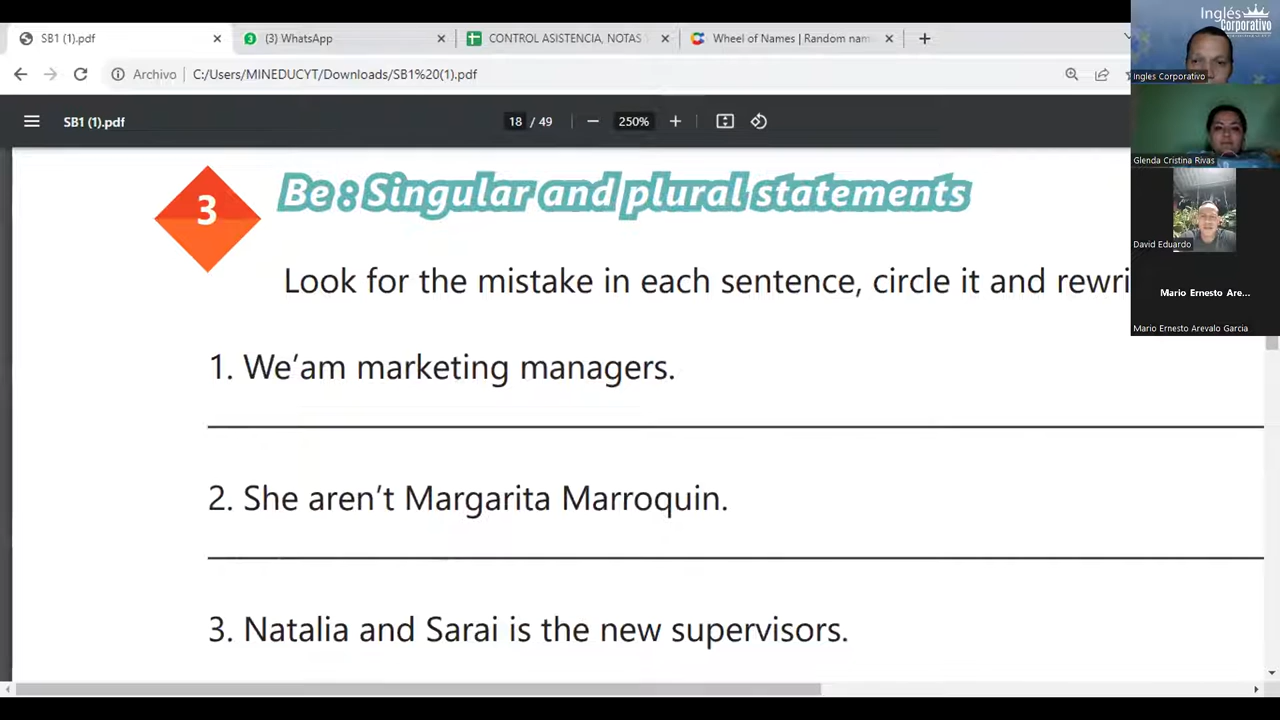 SB1 (1).pdf
(3) WhatsApp
CONTROL ASISTENCIA, NOTAS
Wheel of Names | Random nam
Inglés
Corporativo
Archivo
C:/Users/MINEDUCYT/Downloads/SB1%20(1).pdf
Ingles Corporativo
SB1 (1).pdf
18 / 49
250%
Glenda Cristina Rivas
3
Be : Singular and plural statements
David Eduardo
Look for the mistake in each sentence, circle it and rewri
Mario Ernesto Are...
Mario Ernesto Arevalo Garcia
1. We’am marketing managers.
2. She aren’t Margarita Marroquin.
3. Natalia and Sarai is the new supervisors.